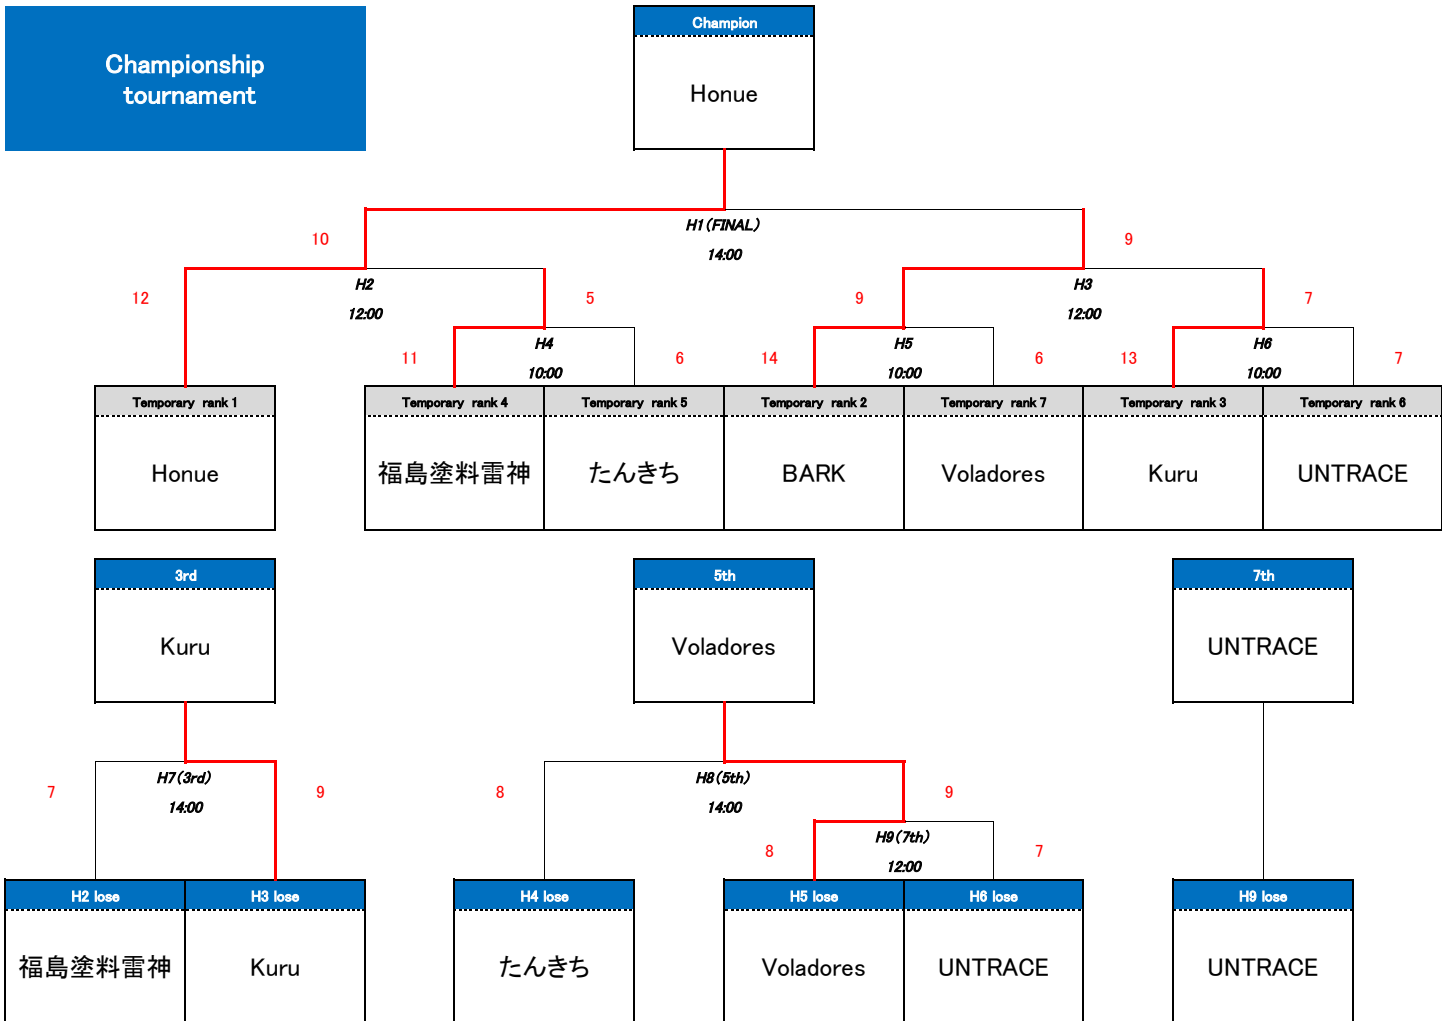 Championship
tournament
Champion
Honue
H1(FINAL)
14:00
10
9
H2
12:00
H3
12:00
12
5
9
7
H4
10:00
H5
10:00
H6
10:00
11
6
14
6
13
7
Temporary rank 1
Temporary rank 4
Temporary rank 5
Temporary rank 2
Temporary rank 7
Temporary rank 3
Temporary rank 6
Honue
福島塗料雷神
たんきち
BARK
Voladores
Kuru
UNTRACE
3rd
5th
7th
Kuru
Voladores
UNTRACE
H7(3rd)
14:00
7
9
H8(5th)
14:00
8
9
H9(7th)
12:00
8
7
H2 lose
H3 lose
H4 lose
H5 lose
H6 lose
H9 lose
福島塗料雷神
Kuru
たんきち
Voladores
UNTRACE
UNTRACE